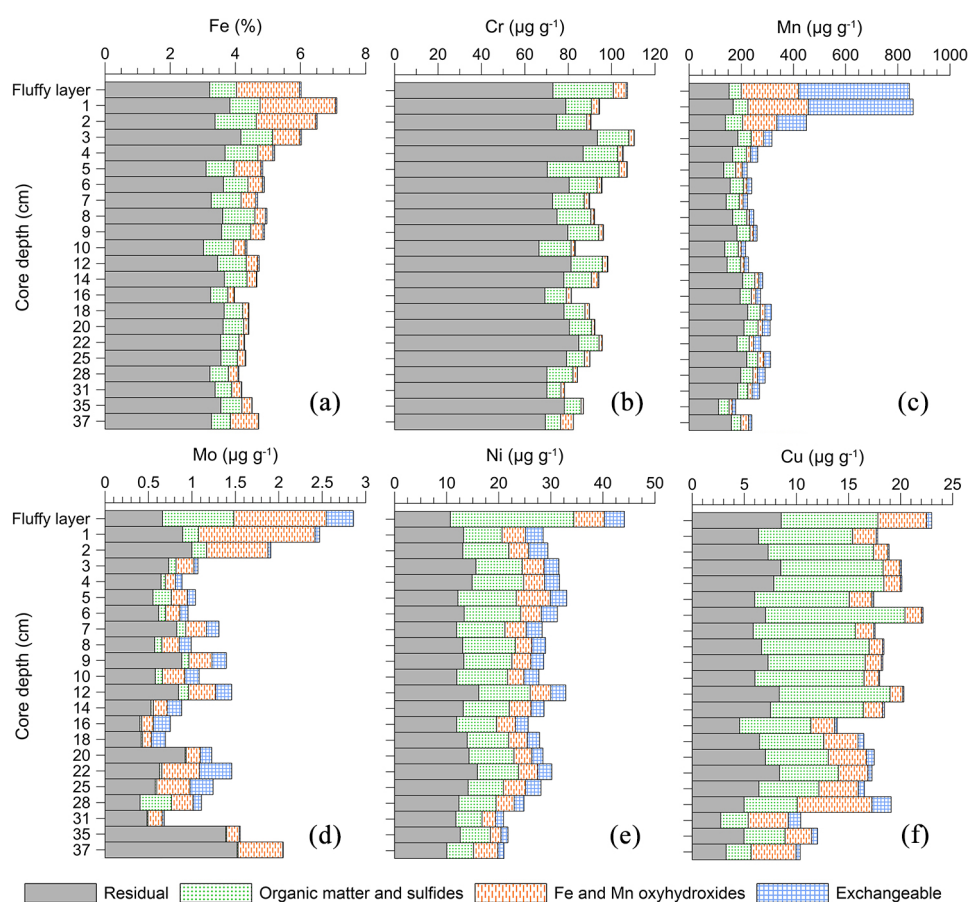 Fe (%)
Cr (µg g⁻¹)
Mn (µg g⁻¹)
0 2 4 6 8
0 20 40 60 80 100 120
0 200 400 600 800 1000
Core depth (cm)
Fluffy layer
1
2
3
4
5
6
7
8
9
10
12
14
16
18
20
22
25
28
31
35
37
(a)
(b)
(c)
Mo (µg g⁻¹)
Ni (µg g⁻¹)
Cu (µg g⁻¹)
0 0.5 1 1.5 2 2.5 3
0 10 20 30 40 50
0 5 10 15 20 25
Core depth (cm)
Fluffy layer
1
2
3
4
5
6
7
8
9
10
12
14
16
18
20
22
25
28
31
35
37
(d)
(e)
(f)
Residual Organic matter and sulfides Fe and Mn oxyhydroxides Exchangeable